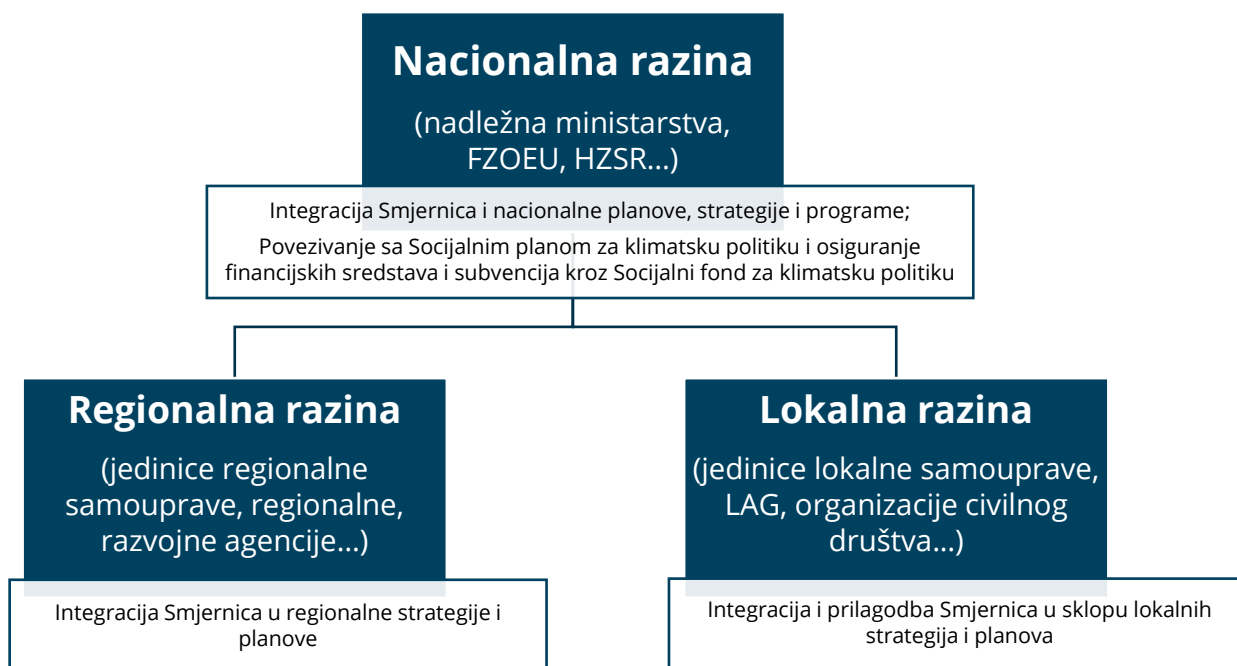 Nacionalna razina
(nadležna ministarstva,
FZOEU, HZSR...)
Integracija Smjernica i nacionalne planove, strategije i programe;
Povezivanje sa Socijalnim planom za klimatsku politiku i osiguranje
financijskih sredstava i subvencija kroz Socijalni fond za klimatsku politiku
Regionalna razina
(jedinice regionalne
samouprave, regionalne,
razvojne agencije...)
Integracija Smjernica u regionalne strategije i
planove
Lokalna razina
(jedinice lokalne samouprave,
LAG, organizacije civilnog
društva...)
Integracija i prilagodba Smjernica u sklopu lokalnih
strategija i planova